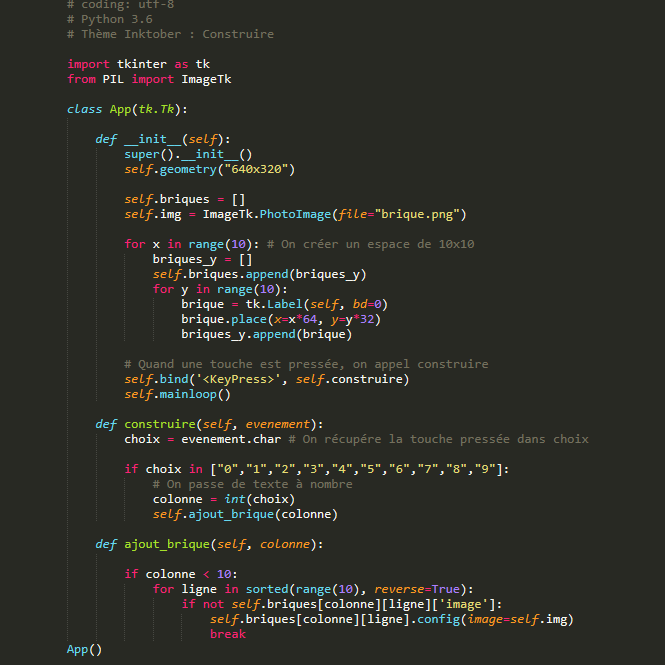 # coding: utf-8
# Python 3.6
# Thème Inktober : Construire
import tkinter as tk
from PIL import ImageTk
class App(tk.Tk):
def __init__(self):
super().__init__()
self.geometry("640x320")
self.briques = []
self.img = ImageTk.PhotoImage(file="brique.png")
for x in range(10): # On créer un espace de 10x10
briques_y = []
self.briques.append(briques_y)
for y in range(10):
brique = tk.Label(self, bd=0)
brique.place(x=x*64, y=y*32)
briques_y.append(brique)
# Quand une touche est pressée, on appel construire
self.bind('<KeyPress>', self.construire)
self.mainloop()
def construire(self, evenement):
choix = evenement.char # On récupére la touche pressée dans choix
if choix in ["0","1","2","3","4","5","6","7","8","9"]:
# On passe de texte à nombre
colonne = int(choix)
self.ajout_brique(colonne)
def ajout_brique(self, colonne):
if colonne < 10:
for ligne in sorted(range(10), reverse=True):
if not self.briques[colonne][ligne]['image']:
self.briques[colonne][ligne].config(image=self.img)
break
App()